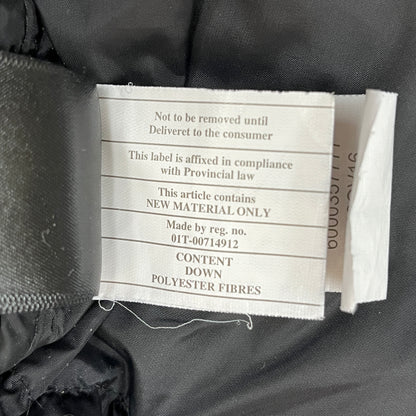 Not to be removed until
Deliveret to the consumer
This label is affixed in compliance
with Provincial law
This article contains
NEW MATERIAL ONLY
Made by reg. no.
01T-00714912
CONTENT
DOWN
POLYESTER FIBRES